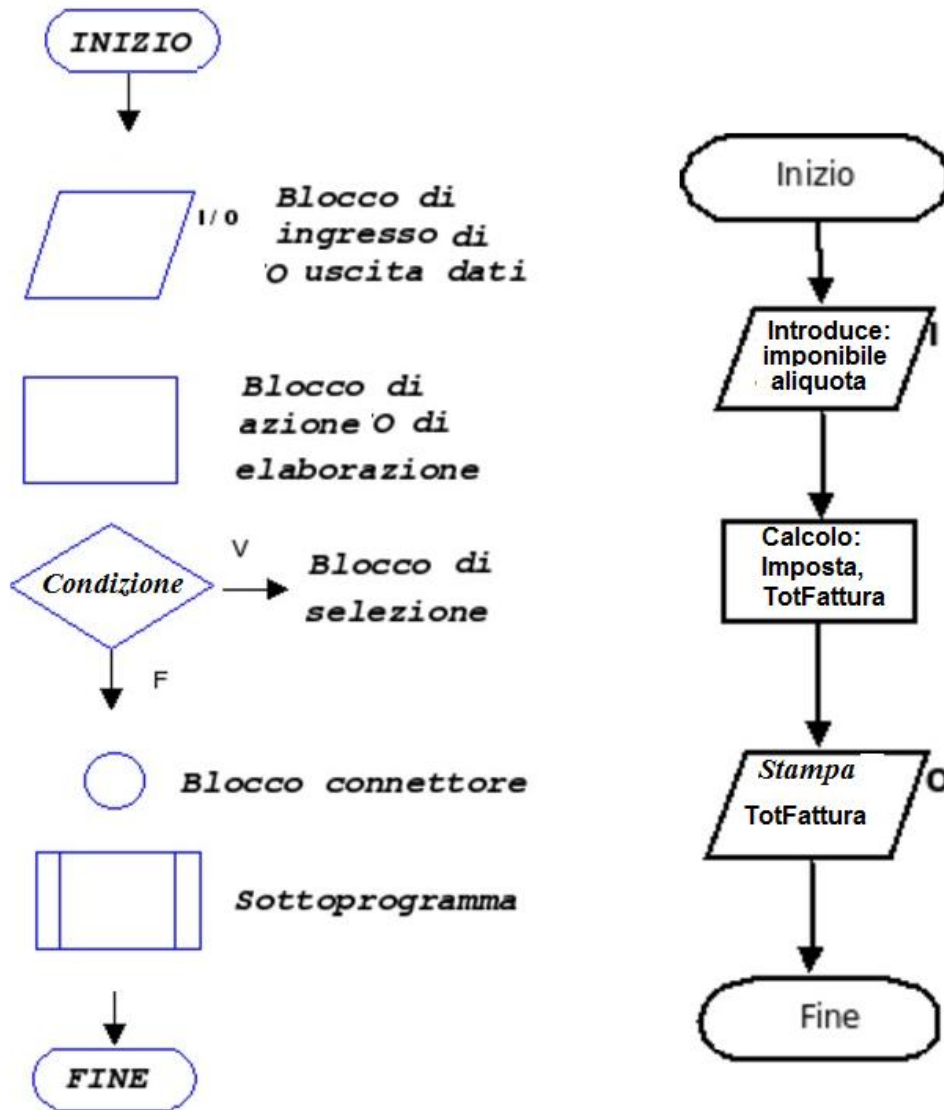 INIZIO
I / O
Blocco di
ingresso di
O uscita dati
Blocco di
azione O di
elaborazione
Condizione
V
Blocco di
selezione
F
Blocco connettore
Sottoprogramma
FINE
Inizio
Introduce:
imponibile
aliquota
I
Calcolo:
Imposta,
TotFattura
Stampa
TotFattura
O
Fine